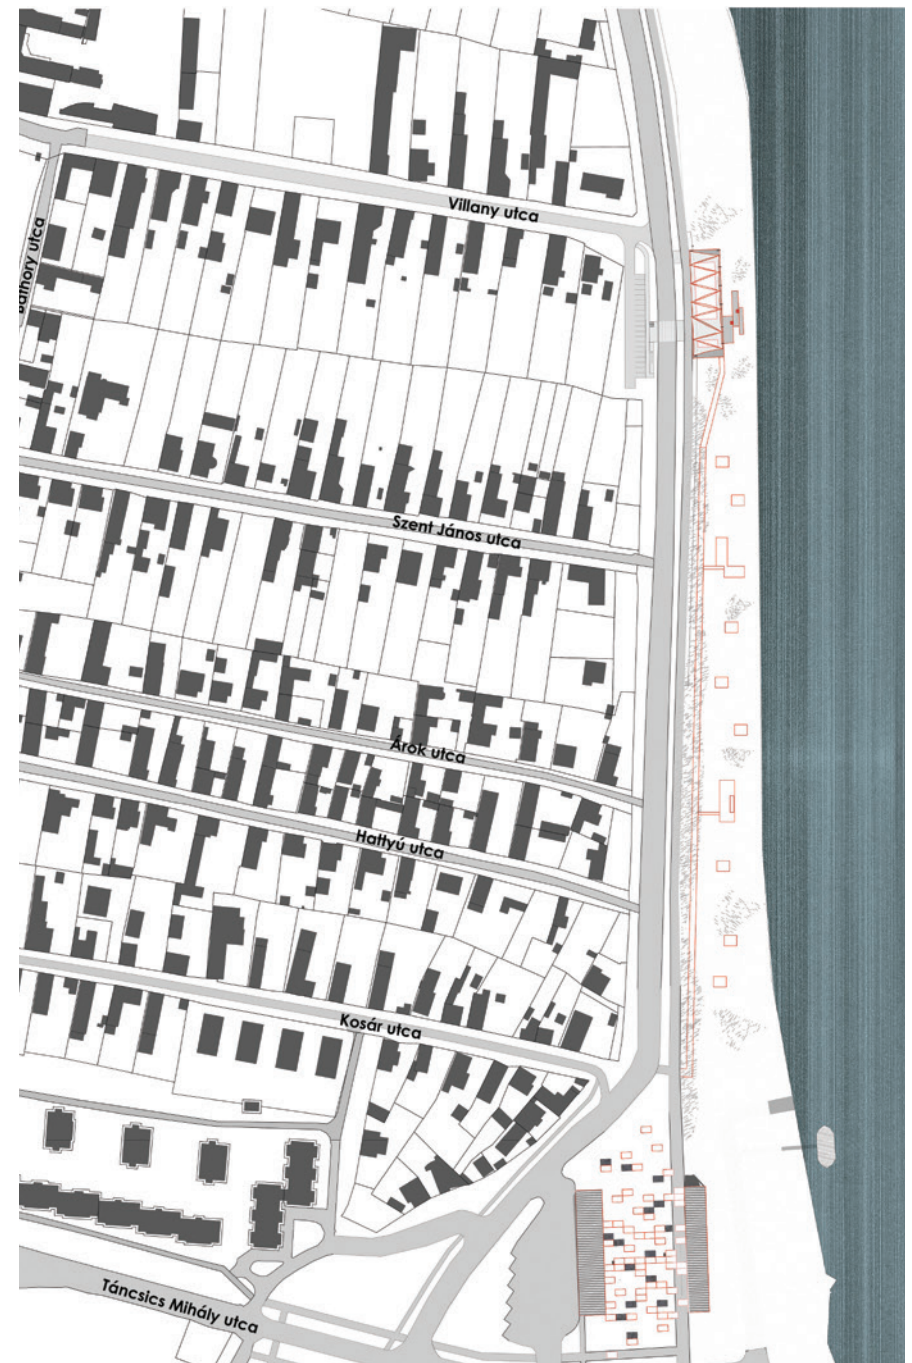 Villany utca
Báthory utca
Szent János utca
Árok utca
Hattyú utca
Kosár utca
Táncsics Mihály utca